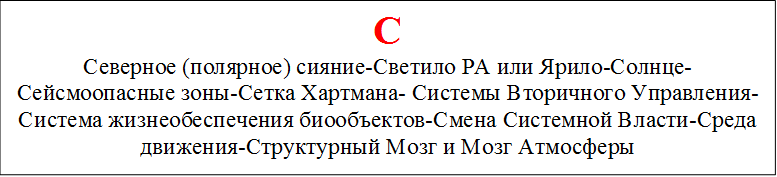 С
Северное (полярное) сияние-Светило РА или Ярило-Солнце-
Сейсмоопасные зоны-Сетка Хартмана- Системы Вторичного Управления-
Система жизнеобеспечения биообъектов-Смена Системной Власти-Среда
движения-Структурный Мозг и Мозг Атмосферы